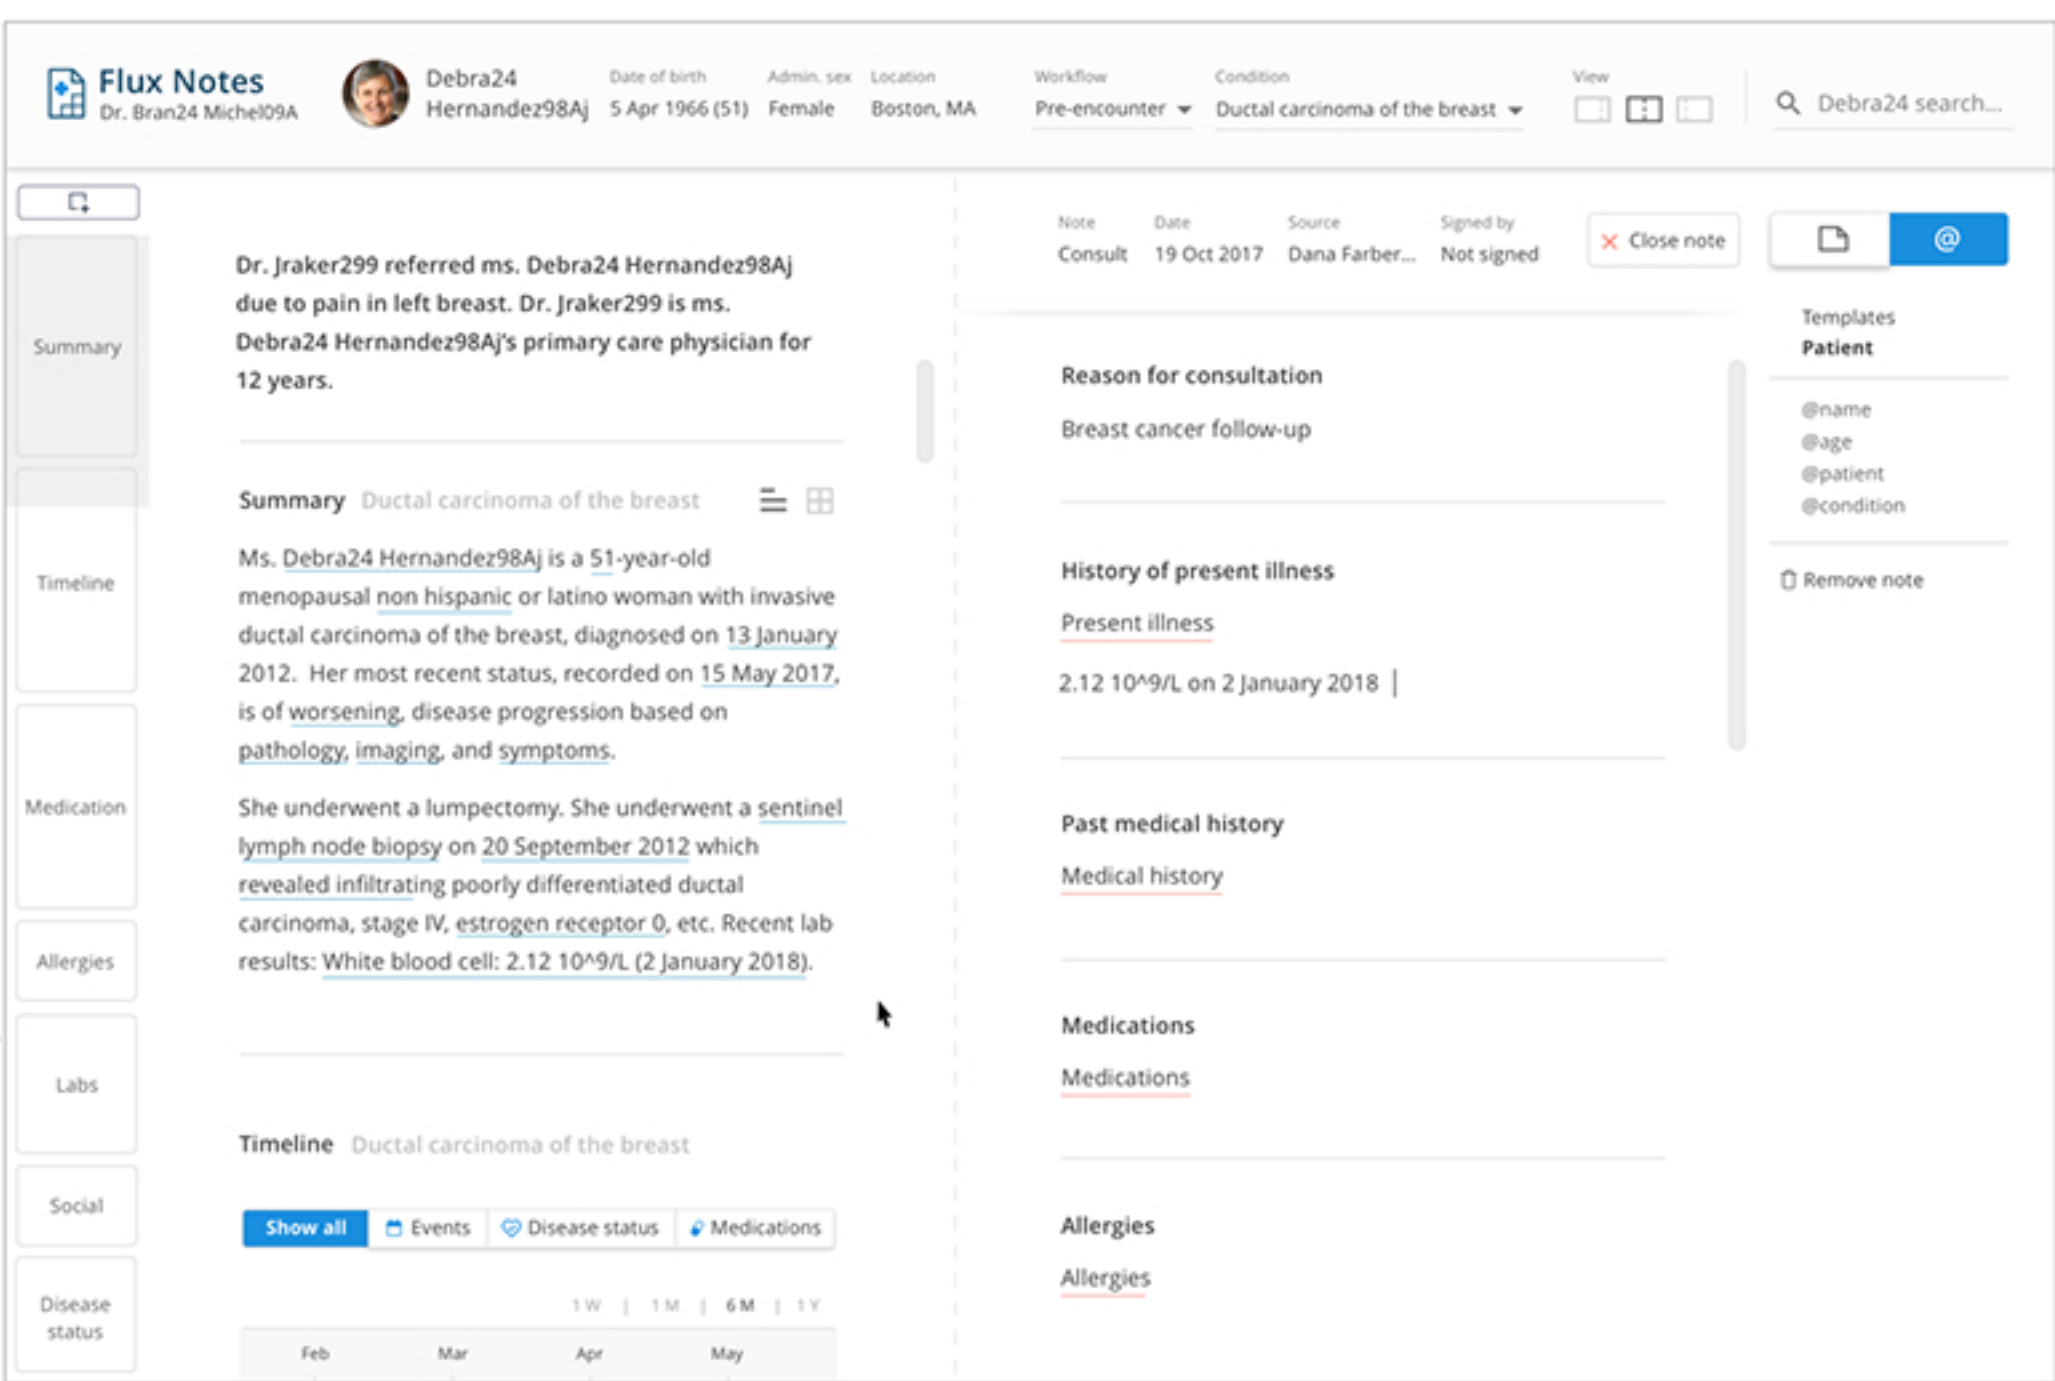 Flux Notes
Dr. Bran24 Michel09A
Debra24
Hernandez98Aj
Date of birth
5 Apr 1966 (51)
Admin. sex
Female
Location
Boston, MA
Workflow
Pre-encounter
Condition
Ductal carcinoma of the breast
View
Debra24 search...
Summary
Timeline
Medication
Allergies
Labs
Social
Disease
status
Dr. Jraker299 referred ms. Debra24 Hernandez98Aj
due to pain in left breast. Dr. Jraker299 is ms.
Debra24 Hernandez98Aj's primary care physician for
12 years.
Summary Ductal carcinoma of the breast
Ms. Debra24 Hernandez98Aj is a 51-year-old
menopausal non hispanic or latino woman with invasive
ductal carcinoma of the breast, diagnosed on 13 January
2012. Her most recent status, recorded on 15 May 2017,
is of worsening, disease progression based on
pathology, imaging, and symptoms.
She underwent a lumpectomy. She underwent a sentinel
lymph node biopsy on 20 September 2012 which
revealed infiltrating poorly differentiated ductal
carcinoma, stage IV, estrogen receptor 0, etc. Recent lab
results: White blood cell: 2.12 10^9/L (2 January 2018).
Timeline Ductal carcinoma of the breast
Show all Events Disease status Medications
1 W | 1 M | 6 M | 1 Y
Feb Mar Apr May
Note
Consult
Date
19 Oct 2017
Source
Dana Farber...
Signed by
Not signed
Close note
Reason for consultation
Breast cancer follow-up
History of present illness
Present illness
2.12 10^9/L on 2 January 2018
Past medical history
Medical history
Medications
Medications
Allergies
Allergies
@
Templates
Patient
@name
@age
@patient
@condition
Remove note